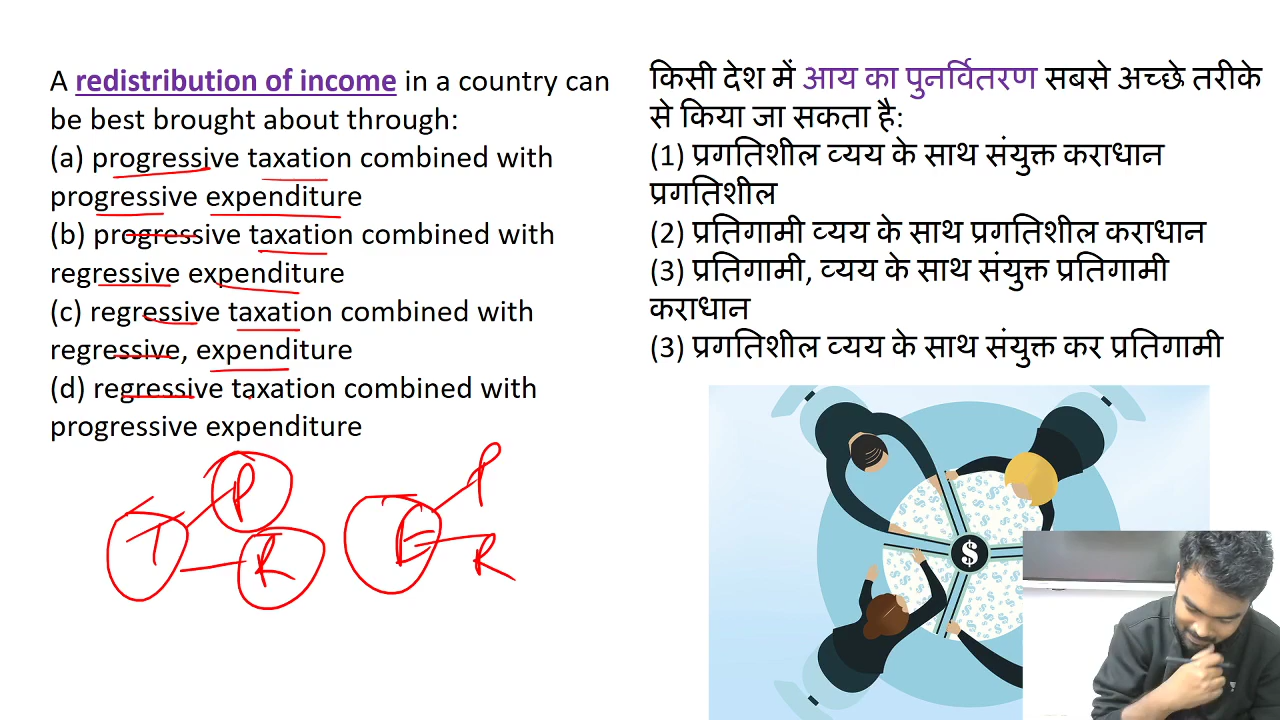 A redistribution of income in a country can
be best brought about through:
(a) progressive taxation combined with
progressive expenditure
(b) progressive taxation combined with
regressive expenditure
(c) regressive taxation combined with
regressive, expenditure
(d) regressive taxation combined with
progressive expenditure
T P R
E P R
किसी देश में आय का पुनर्वितरण सबसे अच्छे तरीके
से किया जा सकता है:
(1) प्रगतिशील व्यय के साथ संयुक्त कराधान
प्रगतिशील
(2) प्रतिगामी व्यय के साथ प्रगतिशील कराधान
(3) प्रतिगामी, व्यय के साथ संयुक्त प्रतिगामी
कराधान
(3) प्रगतिशील व्यय के साथ संयुक्त कर प्रतिगामी
$